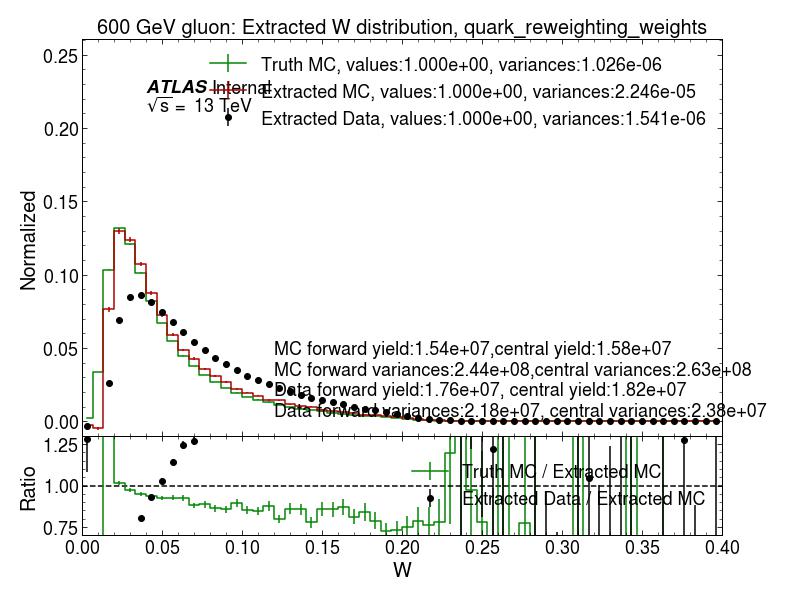 600 GeV gluon: Extracted W distribution, quark_reweighting_weights
Truth MC, values:1.000e+00, variances:1.026e-06
ATLAS Internal
Extracted MC, values:1.000e+00, variances:2.246e-05
√s = 13 TeV
Extracted Data, values:1.000e+00, variances:1.541e-06
Normalized
0.25
0.20
0.15
0.10
0.05
0.00
MC forward yield:1.54e+07,central yield:1.58e+07
MC forward variances:2.44e+08,central variances:2.63e+08
Data forward yield:1.76e+07, central yield:1.82e+07
Data forward variances:2.18e+07, central variances:2.38e+07
Ratio
1.25
1.00
0.75
Truth MC / Extracted MC
Extracted Data / Extracted MC
0.00 0.05 0.10 0.15 0.20 0.25 0.30 0.35 0.40
W